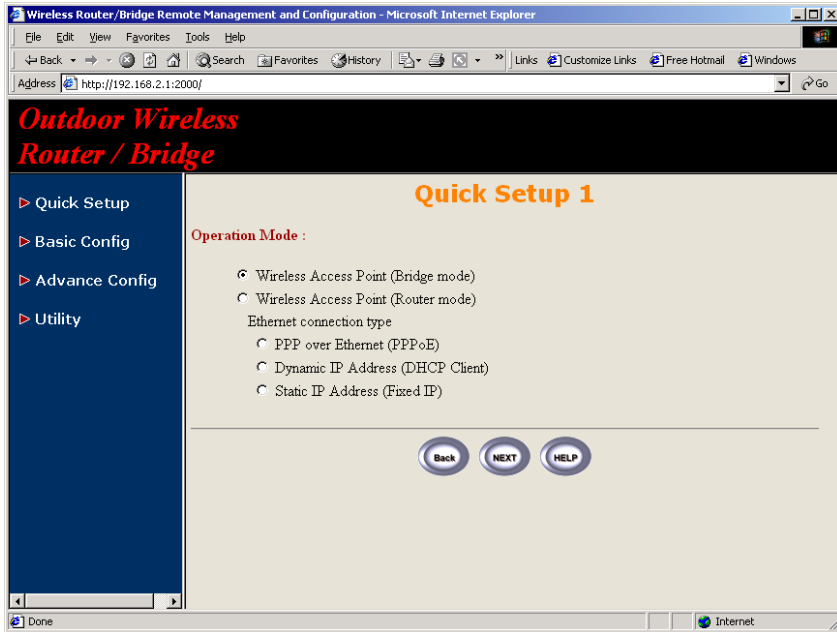 Wireless Router/Bridge Remote Management and Configuration - Microsoft Internet Explorer
File Edit View Favorites Tools Help
Back Search Favorites History » Links Customize Links Free Hotmail Windows
Address http://192.168.2.1:2000/ Go
Outdoor Wireless
Router / Bridge
Quick Setup
Basic Config
Advance Config
Utility
Quick Setup 1
Operation Mode :
Wireless Access Point (Bridge mode)
Wireless Access Point (Router mode)
Ethernet connection type
PPP over Ethernet (PPPoE)
Dynamic IP Address (DHCP Client)
Static IP Address (Fixed IP)
Back NEXT HELP
Done Internet